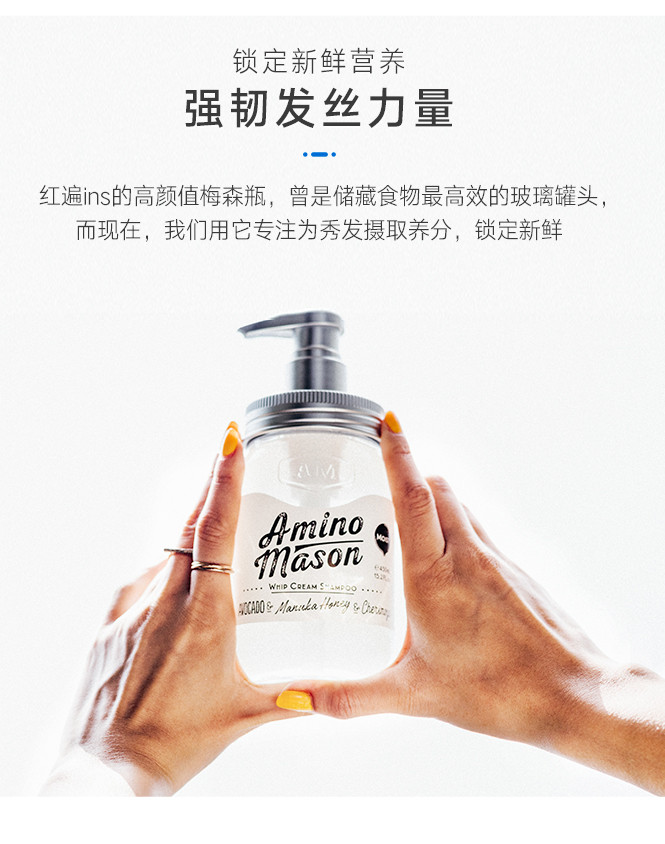 锁定新鲜营养
强韧发丝力量
红遍ins的高颜值梅森瓶，曾是储藏食物最高效的玻璃罐头，
而现在，我们用它专注为秀发摄取养分，锁定新鲜
AM
Amino
Mason
Whip Cream Shampoo
AVOCADO & Manuka Honey &